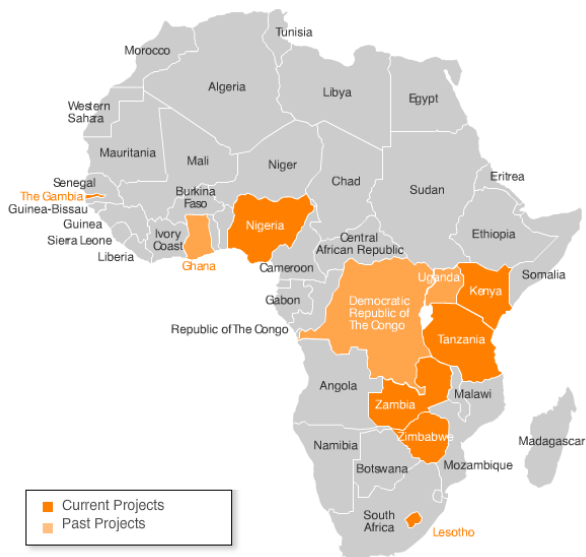 Tunisia
Morocco
Algeria
Libya
Egypt
Western
Sahara
Mauritania
Mali
Niger
Chad
Sudan
Eritrea
Senegal
The Gambia
Guinea-Bissau
Guinea
Sierra Leone
Liberia
Burkina
Faso
Ivory
Coast
Ghana
Nigeria
Cameroon
Central
African Republic
Ethiopia
Somalia
Gabon
Republic of The Congo
Democratic
Republic of
The Congo
Uganda
Kenya
Tanzania
Angola
Zambia
Malawi
Zimbabwe
Mozambique
Madagascar
Namibia
Botswana
South
Africa
Lesotho
Current Projects
Past Projects